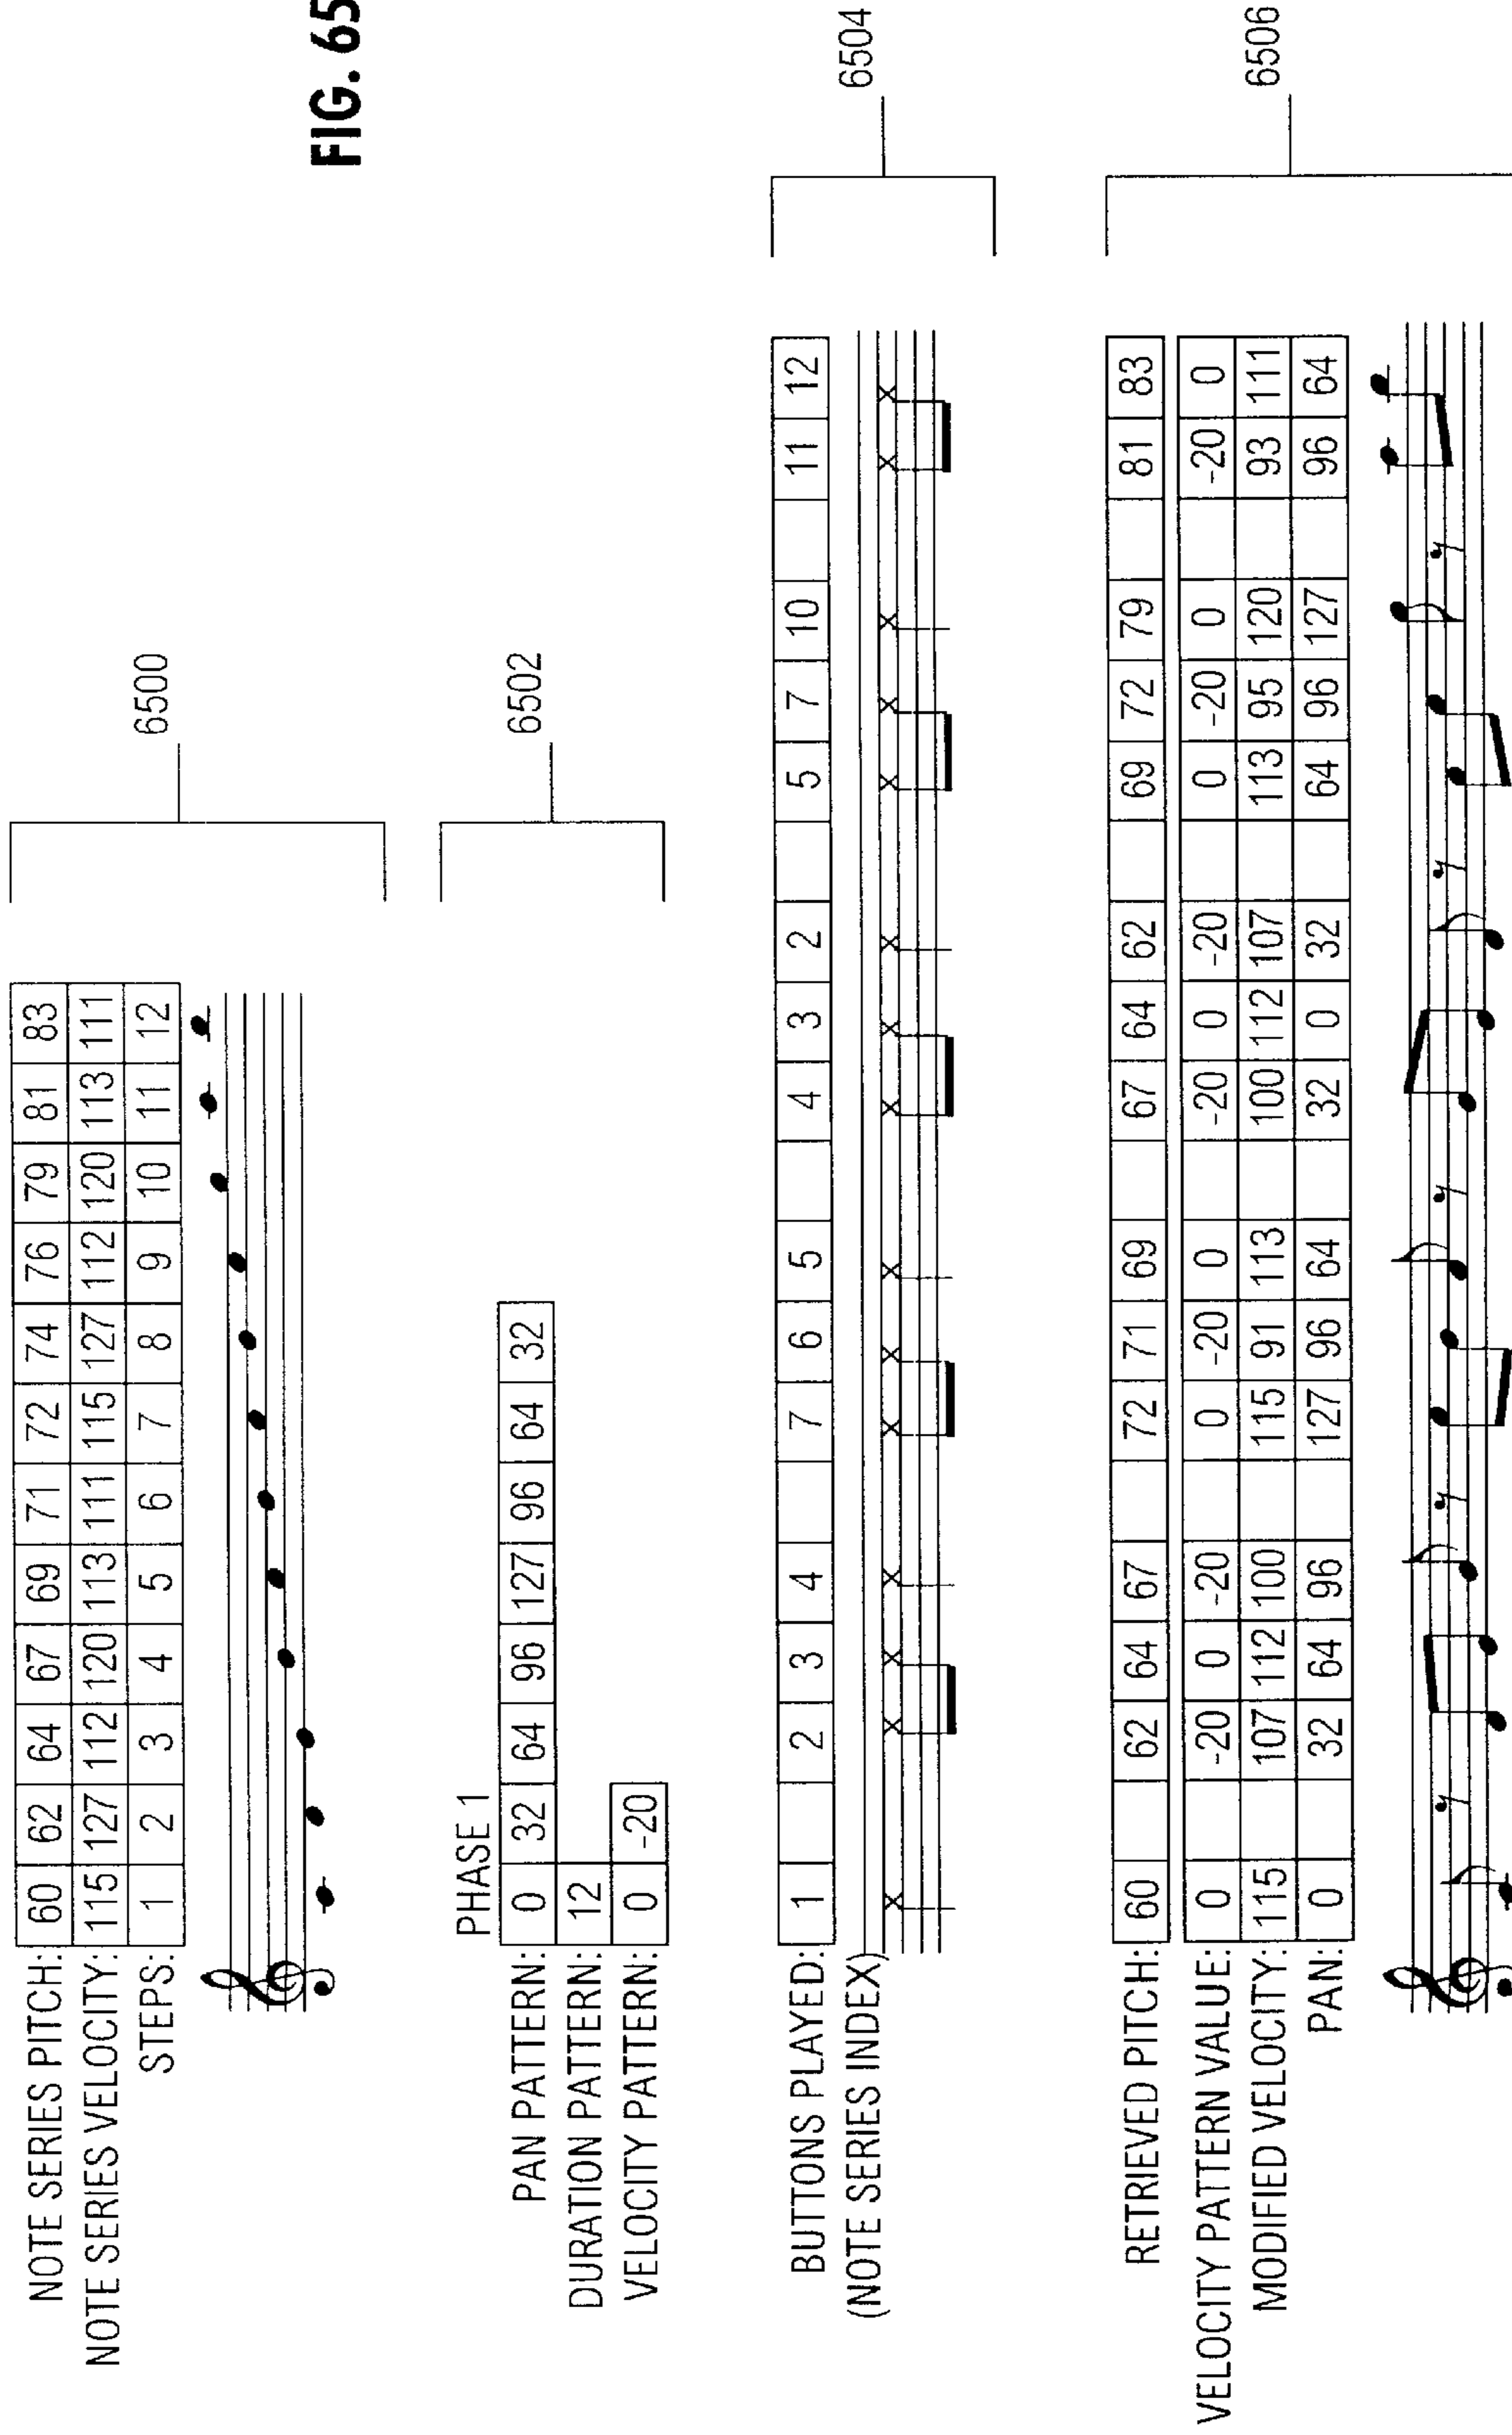 FIG. 65
NOTE SERIES PITCH: 60 62 64 67 69 71 72 74 76 79 81 83
NOTE SERIES VELOCITY: 115 127 112 120 113 111 115 127 112 120 113 111
STEPS: 1 2 3 4 5 6 7 8 9 10 11 12
6500
PHASE 1
PAN PATTERN: 0 32 64 96 127 96 64 32
DURATION PATTERN: 12
VELOCITY PATTERN: 0 -20
6502
BUTTONS PLAYED: 1 2 3 4 7 6 5 4 3 2 5 7 10 11 12
(NOTE SERIES INDEX)
6504
RETRIEVED PITCH: 60 62 64 67 72 71 69 67 64 62 69 72 79 81 83
VELOCITY PATTERN VALUE: 0 -20 0 -20 0 -20 0 -20 0 -20 0 -20 0 -20 0
MODIFIED VELOCITY: 115 107 112 100 115 91 113 100 112 107 113 95 120 93 111
PAN: 0 32 64 96 127 96 64 32 0 32 64 96 127 96 64
6506